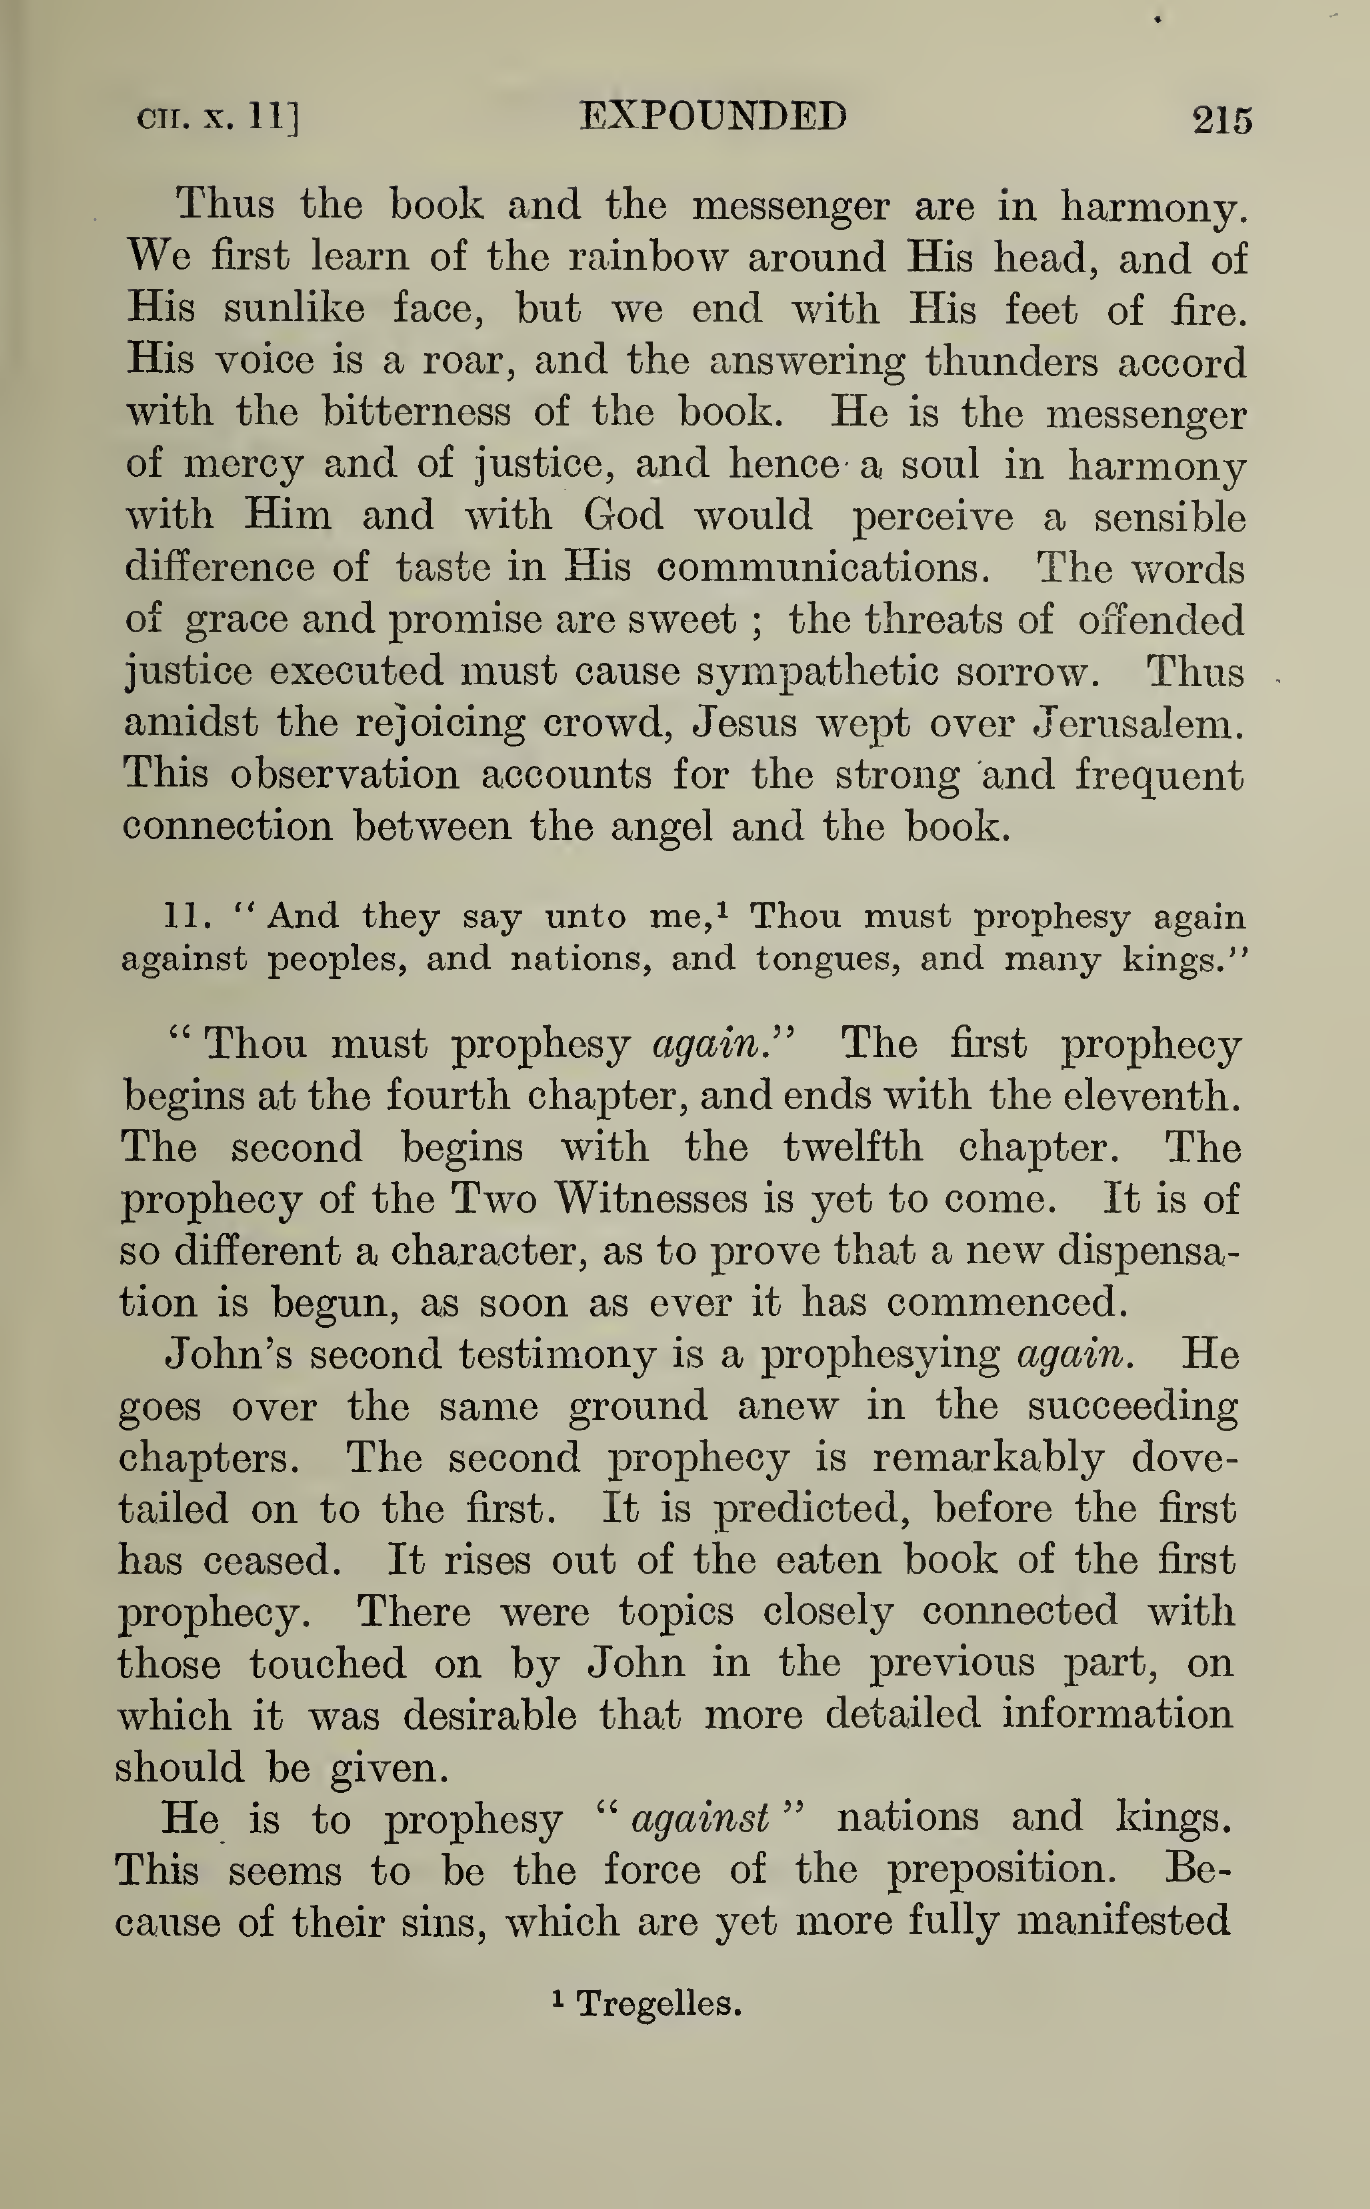 CH. X. 11] EXPOUNDED 215
Thus the book and the messenger are in harmony.
We first learn of the rainbow around His head, and of
His sunlike face, but we end with His feet of fire.
His voice is a roar, and the answering thunders accord
with the bitterness of the book. He is the messenger
of mercy and of justice, and hence a soul in harmony
with Him and with God would perceive a sensible
difference of taste in His communications. The words
of grace and promise are sweet ; the threats of offended
justice executed must cause sympathetic sorrow. Thus
amidst the rejoicing crowd, Jesus wept over Jerusalem.
This observation accounts for the strong and frequent
connection between the angel and the book.
11. “ And they say unto me,¹ Thou must prophesy again
against peoples, and nations, and tongues, and many kings.”
“ Thou must prophesy again.” The first prophecy
begins at the fourth chapter, and ends with the eleventh.
The second begins with the twelfth chapter. The
prophecy of the Two Witnesses is yet to come. It is of
so different a character, as to prove that a new dispensa-
tion is begun, as soon as ever it has commenced.
John’s second testimony is a prophesying again. He
goes over the same ground anew in the succeeding
chapters. The second prophecy is remarkably dove-
tailed on to the first. It is predicted, before the first
has ceased. It rises out of the eaten book of the first
prophecy. There were topics closely connected with
those touched on by John in the previous part, on
which it was desirable that more detailed information
should be given.
He is to prophesy “ against ” nations and kings.
This seems to be the force of the preposition. Be-
cause of their sins, which are yet more fully manifested
¹ Tregelles.